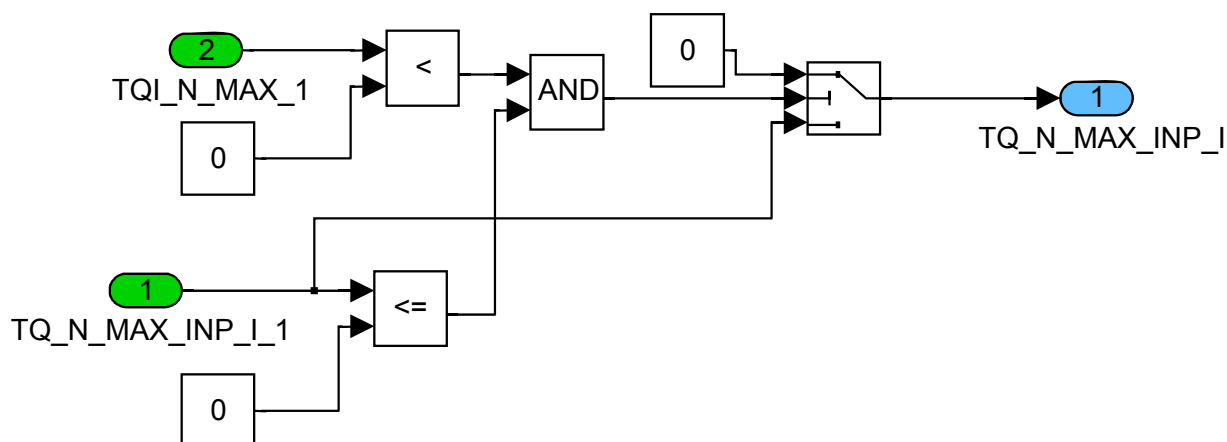 2
TQI_N_MAX_1
0
<
AND
0
1
TQ_N_MAX_INP_I
1
TQ_N_MAX_INP_I_1
<=
0